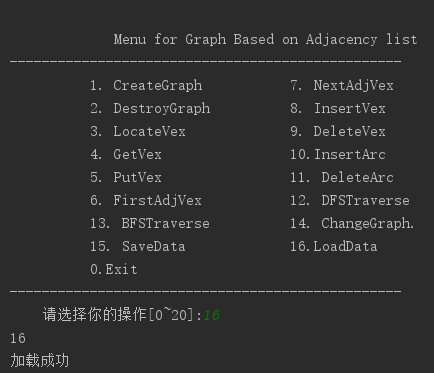 Menu for Graph Based on Adjacency list
-------------------------------------------------
1. CreateGraph 7. NextAdjVex
2. DestroyGraph 8. InsertVex
3. LocateVex 9. DeleteVex
4. GetVex 10.InsertArc
5. PutVex 11. DeleteArc
6. FirstAdjVex 12. DFSTraverse
13. BFSTraverse 14. ChangeGraph.
15. SaveData 16.LoadData
0.Exit
-------------------------------------------------
请选择你的操作[0~20]:16
16
加载成功